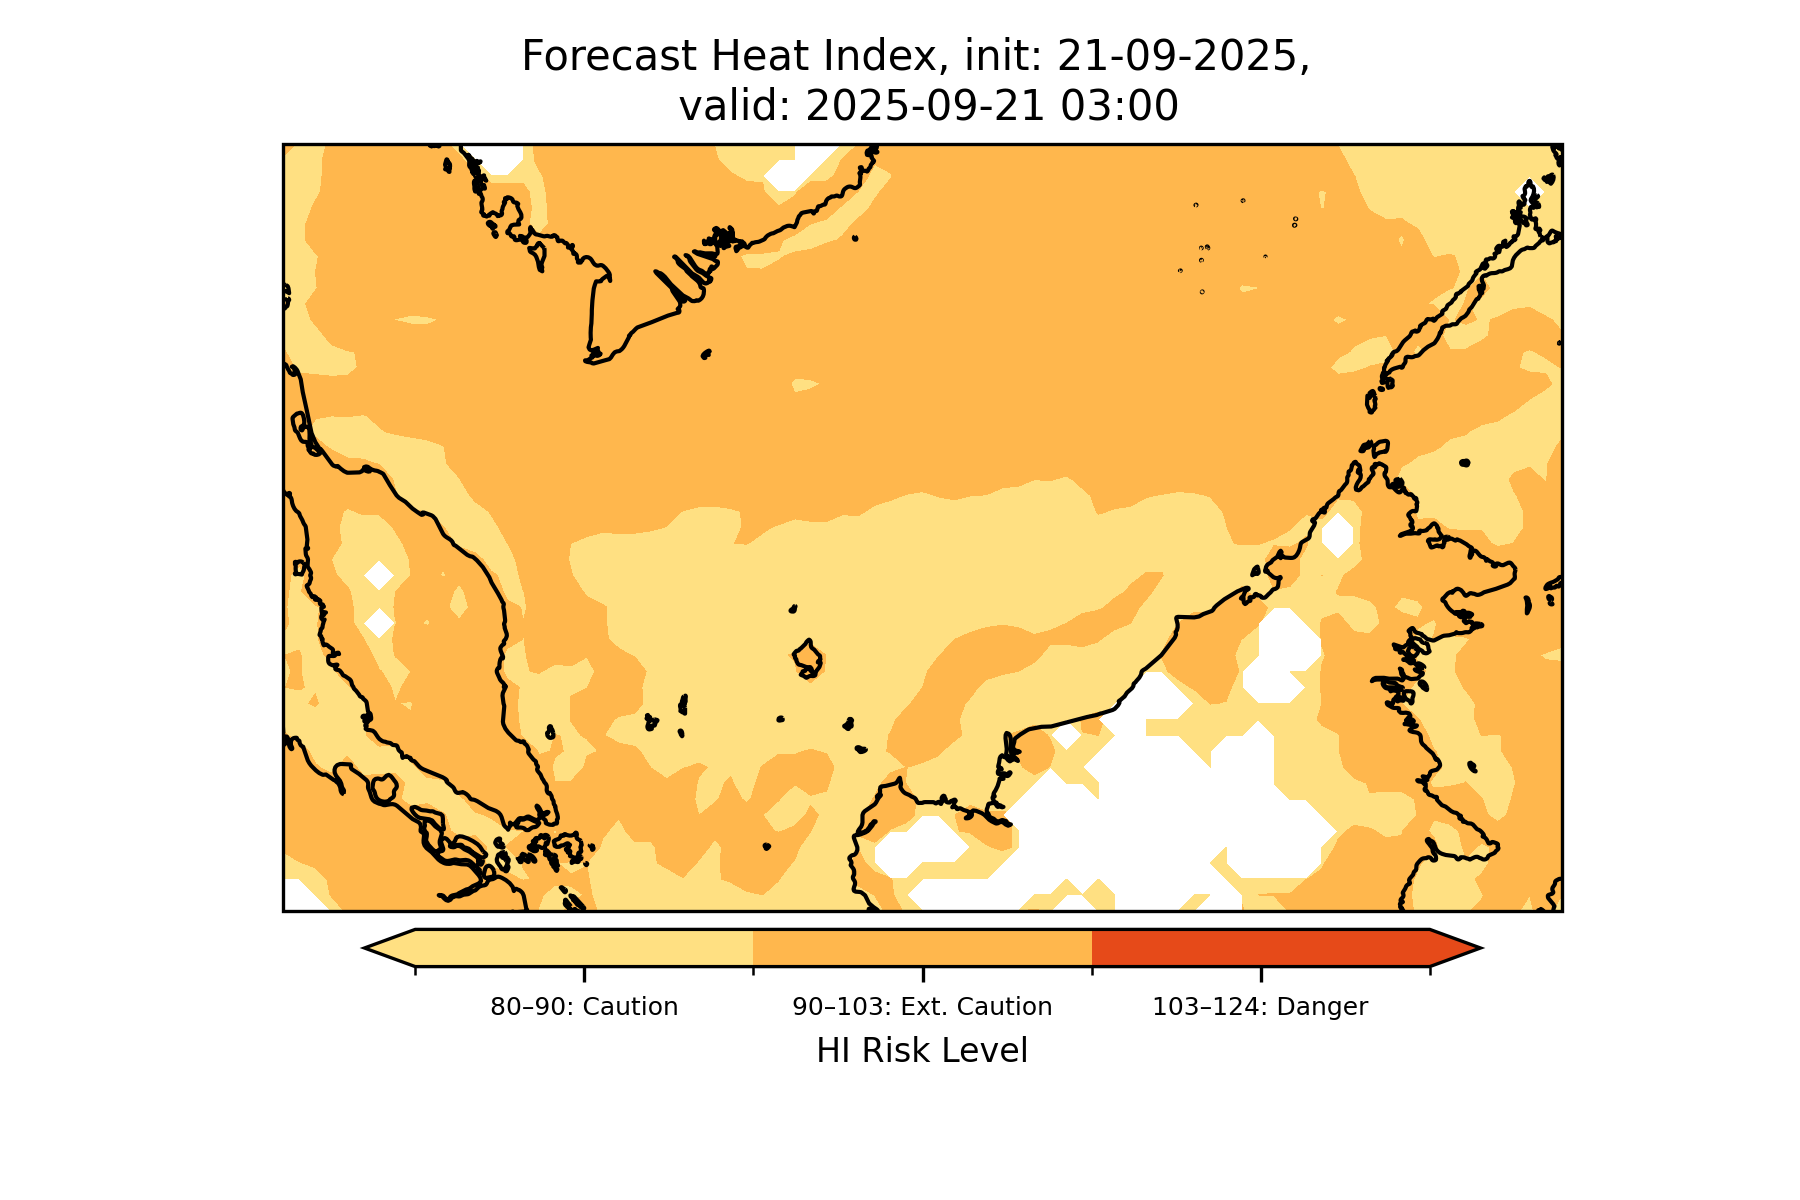 Forecast Heat Index, init: 21-09-2025,
valid: 2025-09-21 03:00
80–90: Caution
90–103: Ext. Caution
103–124: Danger
HI Risk Level